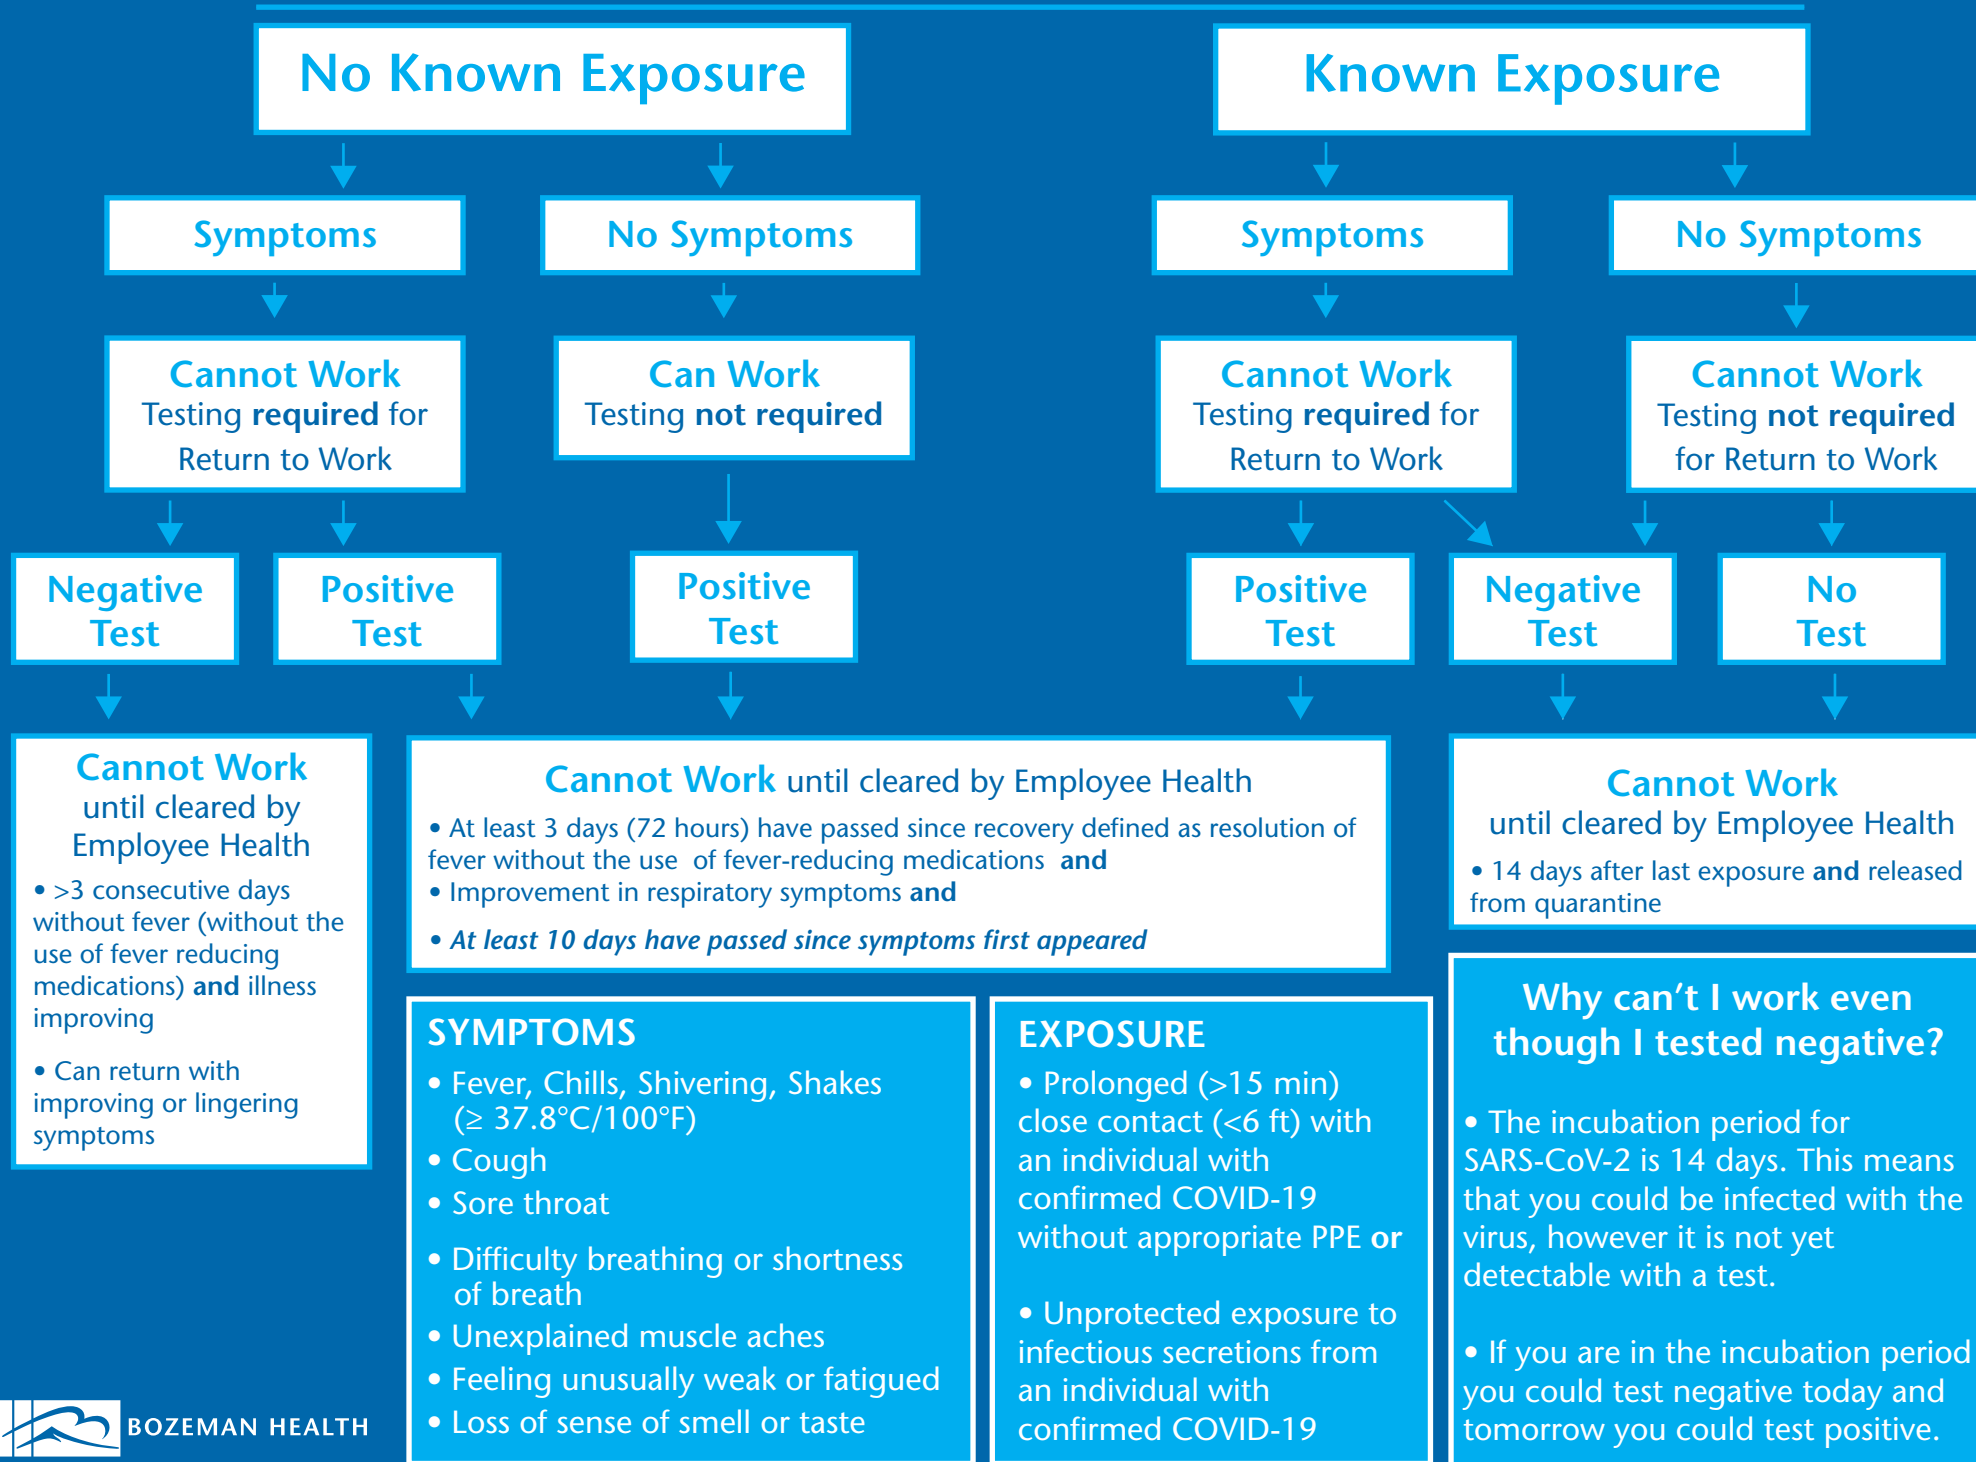 No Known Exposure
Known Exposure
Symptoms
No Symptoms
Symptoms
No Symptoms
Cannot Work
Testing required for
Return to Work
Can Work
Testing not required
Cannot Work
Testing required for
Return to Work
Cannot Work
Testing not required
for Return to Work
Negative
Test
Positive
Test
Positive
Test
Positive
Test
Negative
Test
No
Test
Cannot Work
until cleared by
Employee Health
• >3 consecutive days
without fever (without the
use of fever reducing
medications) and illness
improving
• Can return with
improving or lingering
symptoms
Cannot Work until cleared by Employee Health
• At least 3 days (72 hours) have passed since recovery defined as resolution of
fever without the use of fever-reducing medications and
• Improvement in respiratory symptoms and
• At least 10 days have passed since symptoms first appeared
Cannot Work
until cleared by Employee Health
• 14 days after last exposure and released
from quarantine
SYMPTOMS
• Fever, Chills, Shivering, Shakes
(≥ 37.8°C/100°F)
• Cough
• Sore throat
• Difficulty breathing or shortness
of breath
• Unexplained muscle aches
• Feeling unusually weak or fatigued
• Loss of sense of smell or taste
EXPOSURE
• Prolonged (>15 min)
close contact (<6 ft) with
an individual with
confirmed COVID-19
without appropriate PPE or
• Unprotected exposure to
infectious secretions from
an individual with
confirmed COVID-19
Why can't I work even
though I tested negative?
• The incubation period for
SARS-CoV-2 is 14 days. This means
that you could be infected with the
virus, however it is not yet
detectable with a test.
• If you are in the incubation period
you could test negative today and
tomorrow you could test positive.
BOZEMAN HEALTH